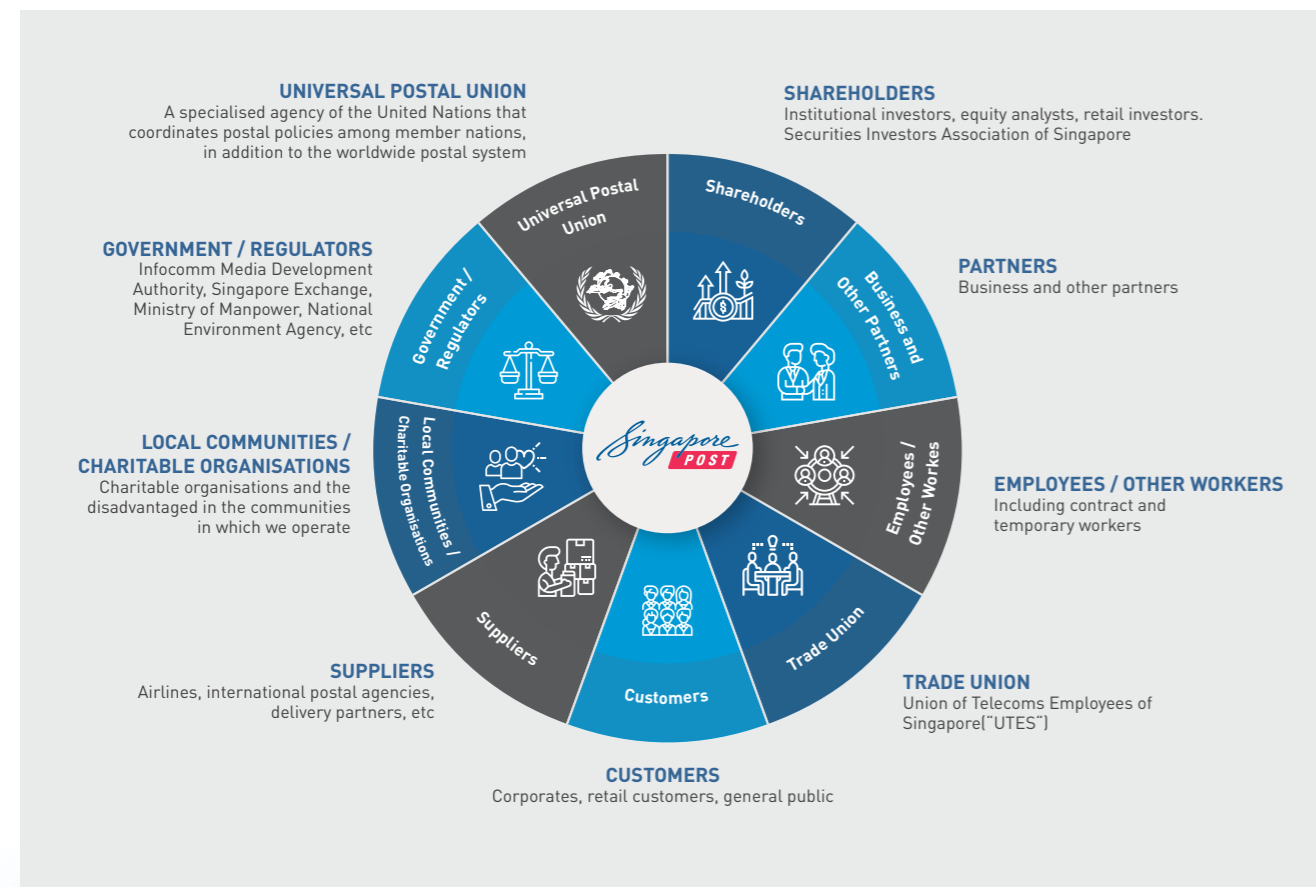 UNIVERSAL POSTAL UNION
A specialised agency of the United Nations that
coordinates postal policies among member nations,
in addition to the worldwide postal system
SHAREHOLDERS
Institutional investors, equity analysts, retail investors.
Securities Investors Association of Singapore
GOVERNMENT / REGULATORS
Infocomm Media Development
Authority, Singapore Exchange,
Ministry of Manpower, National
Environment Agency, etc
PARTNERS
Business and other partners
LOCAL COMMUNITIES /
CHARITABLE ORGANISATIONS
Charitable organisations and the
disadvantaged in the communities
in which we operate
EMPLOYEES / OTHER WORKERS
Including contract and
temporary workers
SUPPLIERS
Airlines, international postal agencies,
delivery partners, etc
TRADE UNION
Union of Telecoms Employees of
Singapore("UTES")
CUSTOMERS
Corporates, retail customers, general public
Universal Postal
Union
Shareholders
Business and
Other Partners
Employees /
Other Workes
Trade Union
Customers
Suppliers
Local Communities /
Charitable Organisations
Government /
Regulators
Singapore
POST